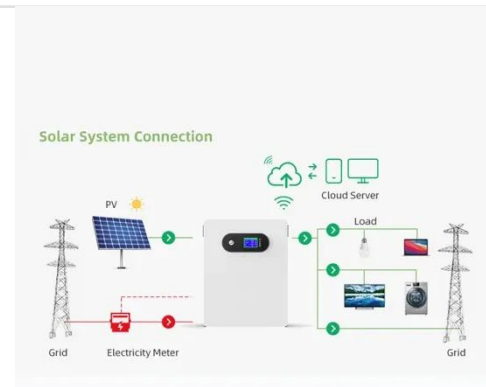 Solar System Connection
Cloud Server
PV
Load
Grid
Electricity Meter
Grid